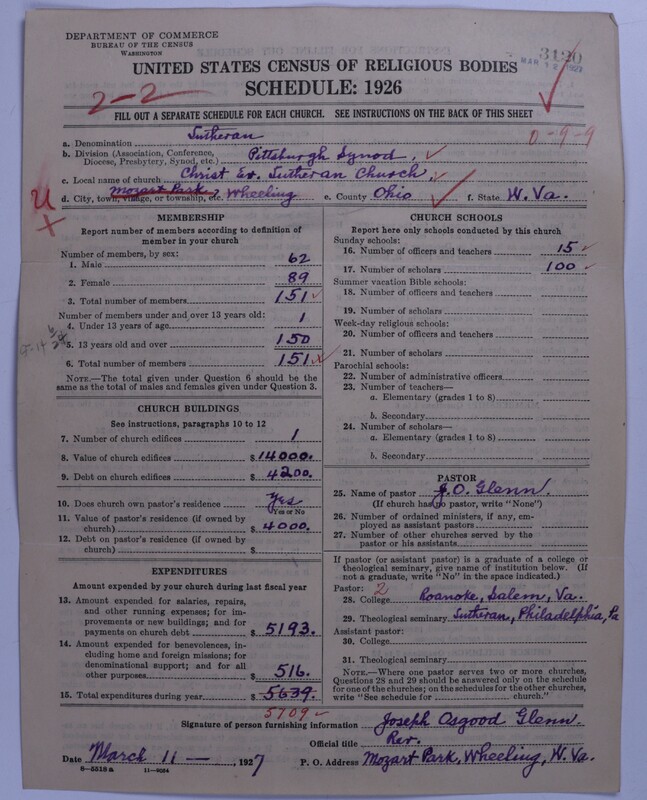 DEPARTMENT OF COMMERCE
BUREAU OF THE CENSUS
WASHINGTON
3120
MAR 12 1927
UNITED STATES CENSUS OF RELIGIOUS BODIES
SCHEDULE: 1926
2-2
FILL OUT A SEPARATE SCHEDULE FOR EACH CHURCH. SEE INSTRUCTIONS ON THE BACK OF THIS SHEET
0-9-9
a. Denomination Lutheran
b. Division (Association, Conference, Diocese, Presbytery, Synod, etc.) Pittsburgh Synod.
c. Local name of church Christ Ev. Lutheran Church.
d. City, town, village, or township, etc. Mozart Park, Wheeling e. County Ohio f. State W. Va.
U
MEMBERSHIP
Report number of members according to definition of
member in your church
Number of members, by sex:
1. Male 62
2. Female 89
3. Total number of members 151
Number of members under and over 13 years old:
4. Under 13 years of age 1
5. 13 years old and over 150
6. Total number of members 151
NOTE.—The total given under Question 6 should be
the same as the total of males and females given under Question 3.
CHURCH BUILDINGS
See instructions, paragraphs 10 to 12
7. Number of church edifices 1
8. Value of church edifices $14000.
9. Debt on church edifices $4200.
10. Does church own pastor's residence? Yes
Yes or No
11. Value of pastor's residence (if owned by
church) $4000.
12. Debt on pastor's residence (if owned by
church) $
EXPENDITURES
Amount expended by your church during last fiscal year
13. Amount expended for salaries, repairs,
and other running expenses; for im-
provements or new buildings; and for
payments on church debt $5193.
14. Amount expended for benevolences, in-
cluding home and foreign missions; for
denominational support; and for all
other purposes $516.
15. Total expenditures during year $5639.
5709
CHURCH SCHOOLS
Report here only schools conducted by this church
Sunday schools:
16. Number of officers and teachers 15
17. Number of scholars 100
Summer vacation Bible schools:
18. Number of officers and teachers
19. Number of scholars
Week-day religious schools:
20. Number of officers and teachers
21. Number of scholars
Parochial schools:
22. Number of administrative officers
23. Number of teachers—
a. Elementary (grades 1 to 8)
b. Secondary
24. Number of scholars—
a. Elementary (grades 1 to 8)
b. Secondary
PASTOR
25. Name of pastor J. O. Glenn.
(If church has no pastor, write "None")
26. Number of ordained ministers, if any, em-
ployed as assistant pastors
27. Number of other churches served by the
pastor or his assistants
If pastor (or assistant pastor) is a graduate of a college, or
theological seminary, give name of institution below. (If
not a graduate, write "No" in the space indicated.)
Pastor: 2
28. College Roanoke, Salem, Va.
29. Theological seminary Lutheran, Philadelphia, Pa
Assistant pastor:
30. College
31. Theological seminary
NOTE.—Where one pastor serves two or more churches,
Questions 28 and 29 should be answered only on the schedule
for one of the churches; on the schedules for the other churches,
write "See schedule for church."
Signature of person furnishing information Joseph Osgood Glenn.
Official title Rev.
Date March 11, 1927 P. O. Address Mozart Park, Wheeling, W. Va.
8—5518 a 11—9034